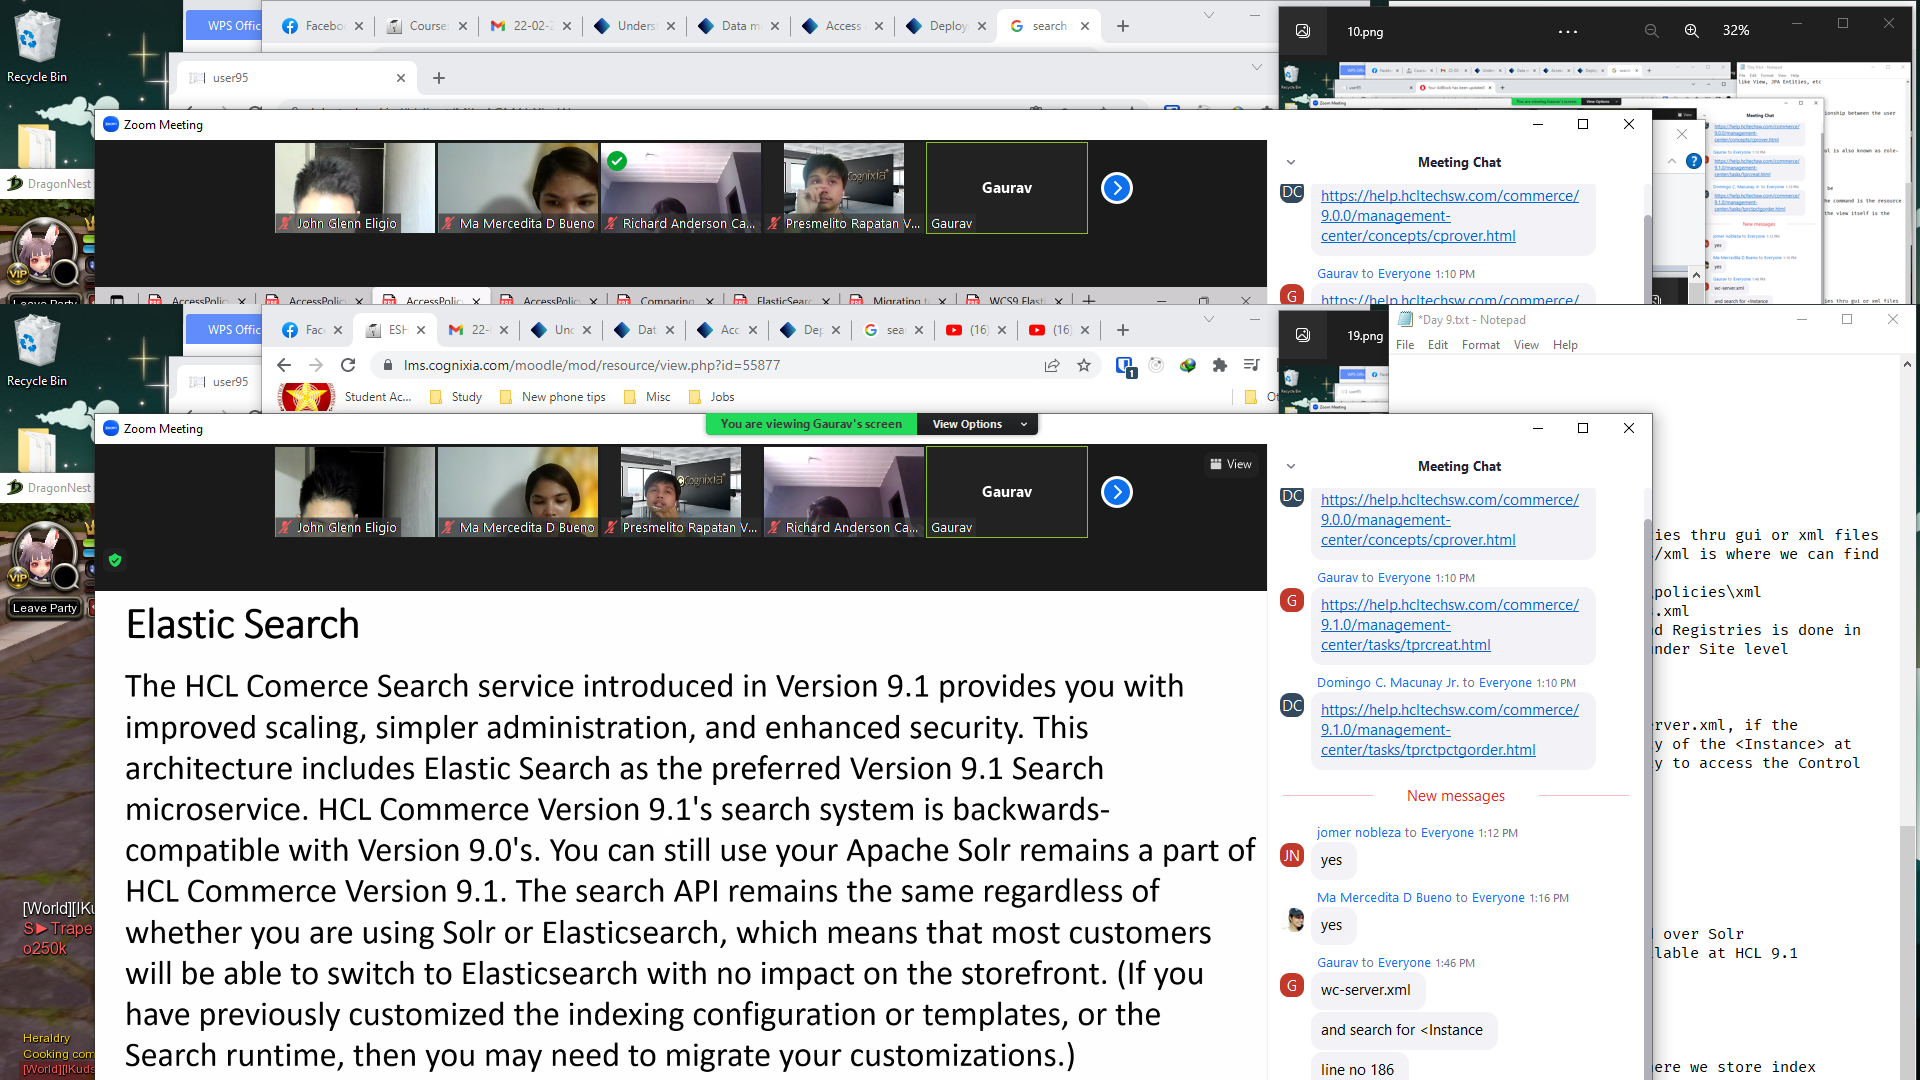 Recycle Bin
WPS Offic
Facebo
Course
22-02-2
Unders
Data m
Access
Deploy
search
user95
10.png
32%
Zoom Meeting
John Glenn Eligio
Ma Mercedita D Bueno
Richard Anderson Ca...
Presmelito Rapatan V...
Gaurav
Gaurav
Meeting Chat
DC
https://help.hcltechsw.com/commerce/
9.0.0/management-
center/concepts/cprover.html
Gaurav to Everyone 1:10 PM
G
https://help.hcltechsw.com/commerce/
DragonNest
VIP
Leave Party
AccessPolic
AccessPolic
AccessPolic
AccessPolic
Comparing
ElasticSear
Migrating t
WCS9 Elasti
Recycle Bin
WPS Offic
Fac
ESH
22-
Unc
Dat
Acc
Dep
sea
(16)
(16)
user95
lms.cognixia.com/moodle/mod/resource/view.php?id=55877
Student Ac...
Study
New phone tips
Misc
Jobs
19.png
*Day 9.txt - Notepad
File Edit Format View Help
Zoom Meeting
You are viewing Gaurav's screen
View Options
View
John Glenn Eligio
Ma Mercedita D Bueno
Presmelito Rapatan V...
Richard Anderson Ca...
Gaurav
Gaurav
DragonNest
VIP
Leave Party
Elastic Search
The HCL Comerce Search service introduced in Version 9.1 provides you with
improved scaling, simpler administration, and enhanced security. This
architecture includes Elastic Search as the preferred Version 9.1 Search
microservice. HCL Commerce Version 9.1's search system is backwards-
compatible with Version 9.0's. You can still use your Apache Solr remains a part of
HCL Commerce Version 9.1. The search API remains the same regardless of
whether you are using Solr or Elasticsearch, which means that most customers
will be able to switch to Elasticsearch with no impact on the storefront. (If you
have previously customized the indexing configuration or templates, or the
Search runtime, then you may need to migrate your customizations.)
Meeting Chat
DC
https://help.hcltechsw.com/commerce/
9.0.0/management-
center/concepts/cprover.html
Gaurav to Everyone 1:10 PM
G
https://help.hcltechsw.com/commerce/
9.1.0/management-
center/tasks/tprcreat.html
Domingo C. Macunay Jr. to Everyone 1:10 PM
DC
https://help.hcltechsw.com/commerce/
9.1.0/management-
center/tasks/tprctpctgorder.html
New messages
jomer nobleza to Everyone 1:12 PM
JN
yes
Ma Mercedita D Bueno to Everyone 1:16 PM
yes
Gaurav to Everyone 1:46 PM
G
wc-server.xml
and search for <Instance
line no 186
ies thru gui or xml files
/xml is where we can find
policies\xml
.xml
d Registries is done in
nder Site level
erver.xml, if the
y of the <Instance> at
y to access the Control
over Solr
lable at HCL 9.1
ere we store index
[World][IKu
S►Trape
o250k
Heraldry
Cooking com
[World][IKuds